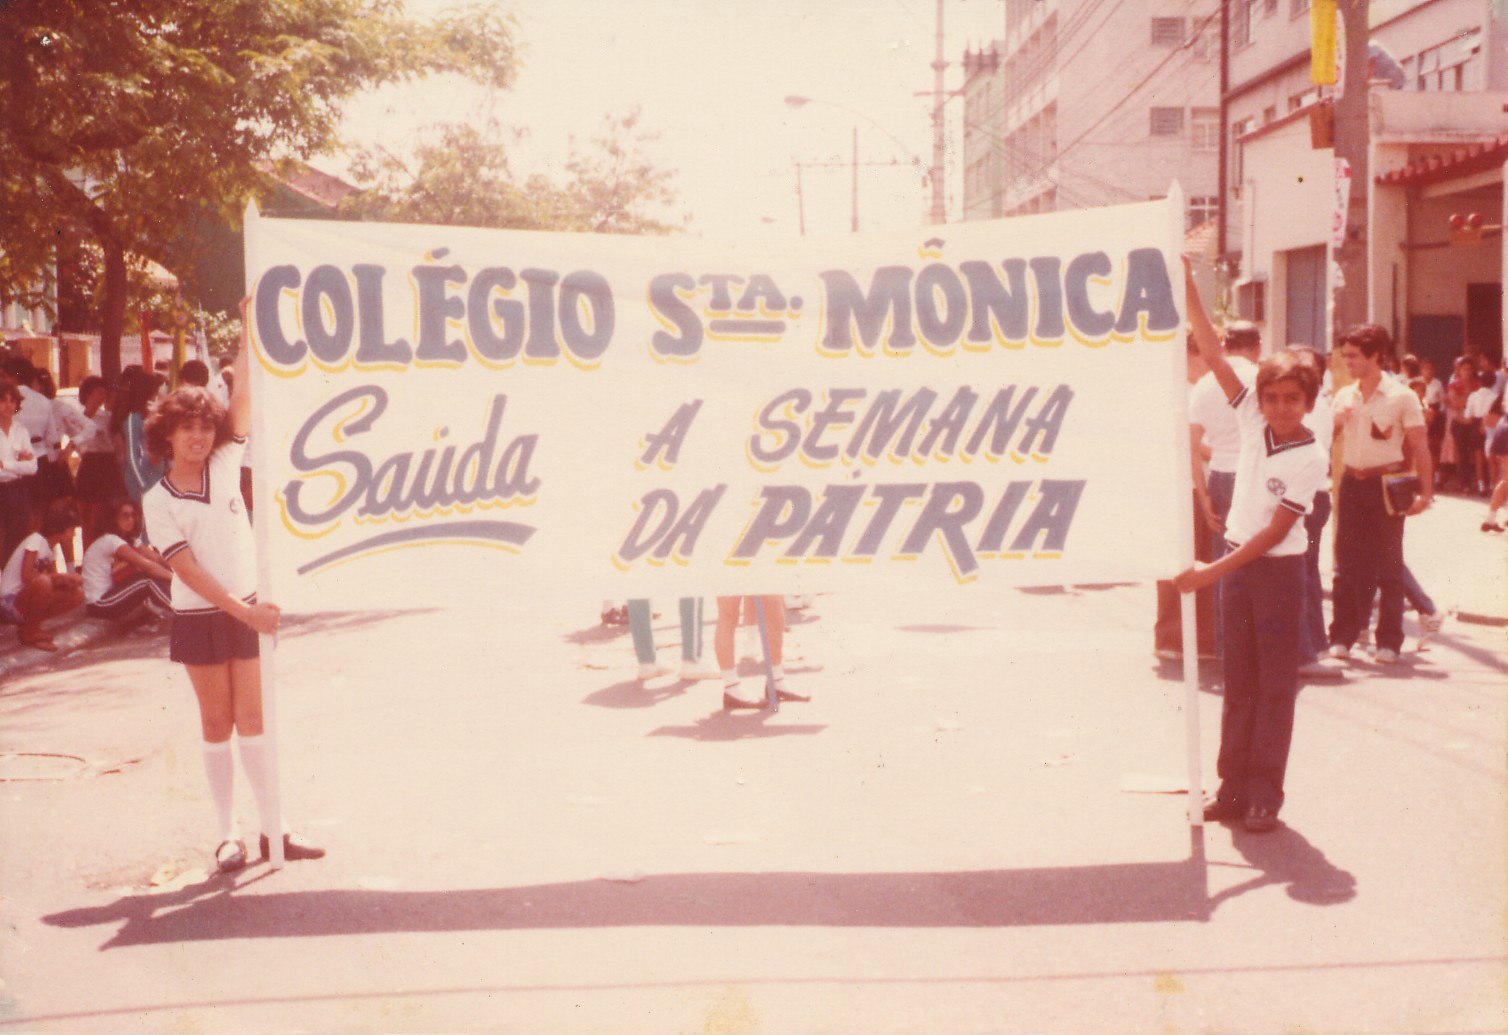 COLÉGIO STA. MÔNICA
Saúda A SEMANA
DA PÁTRIA